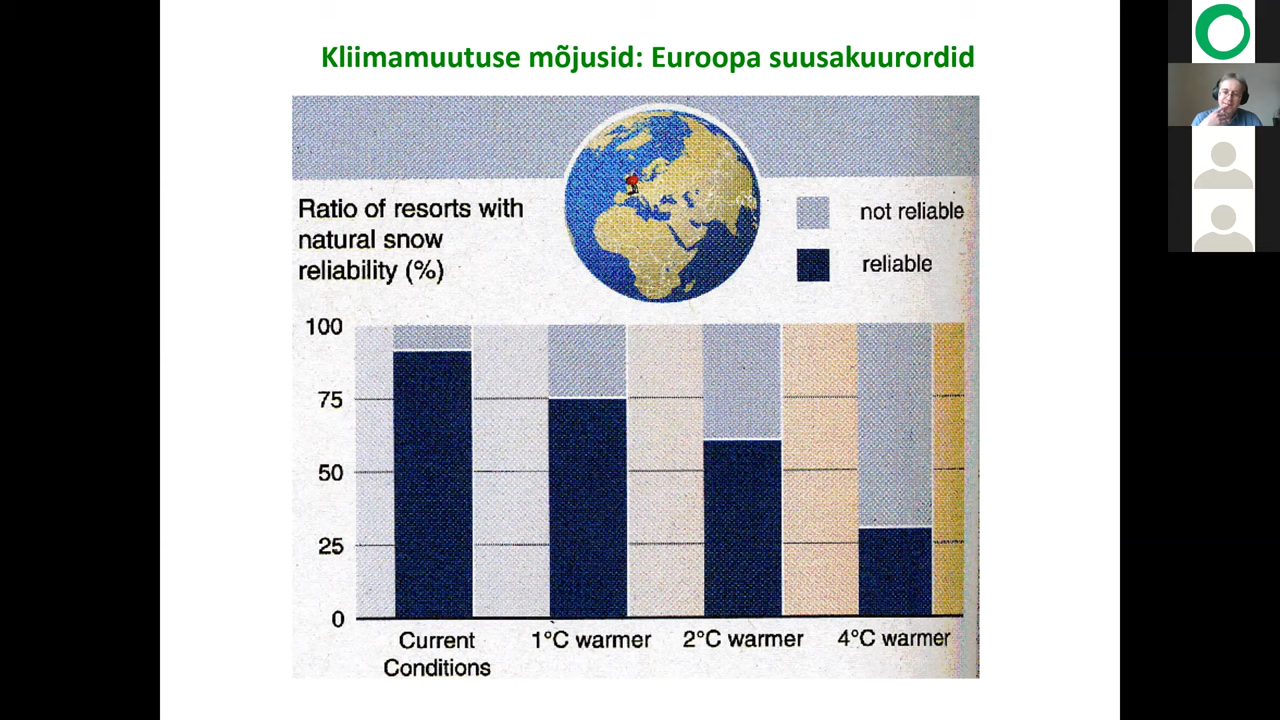 Kliimamuutuse mõjusid: Euroopa suusakuurordid
Ratio of resorts with
natural snow
reliability (%)
not reliable
reliable
100
75
50
25
0
Current
Conditions
1°C warmer
2°C warmer
4°C warmer